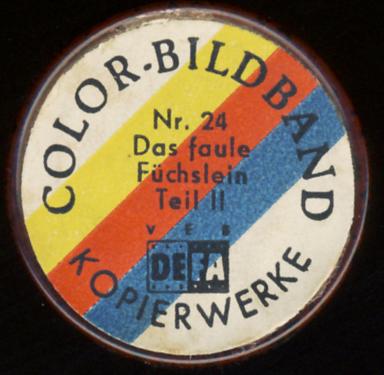 COLOR-BILDBAND
Nr. 24
Das faule
Füchslein
Teil II
VEB
DEFA
KOPIERWERKE